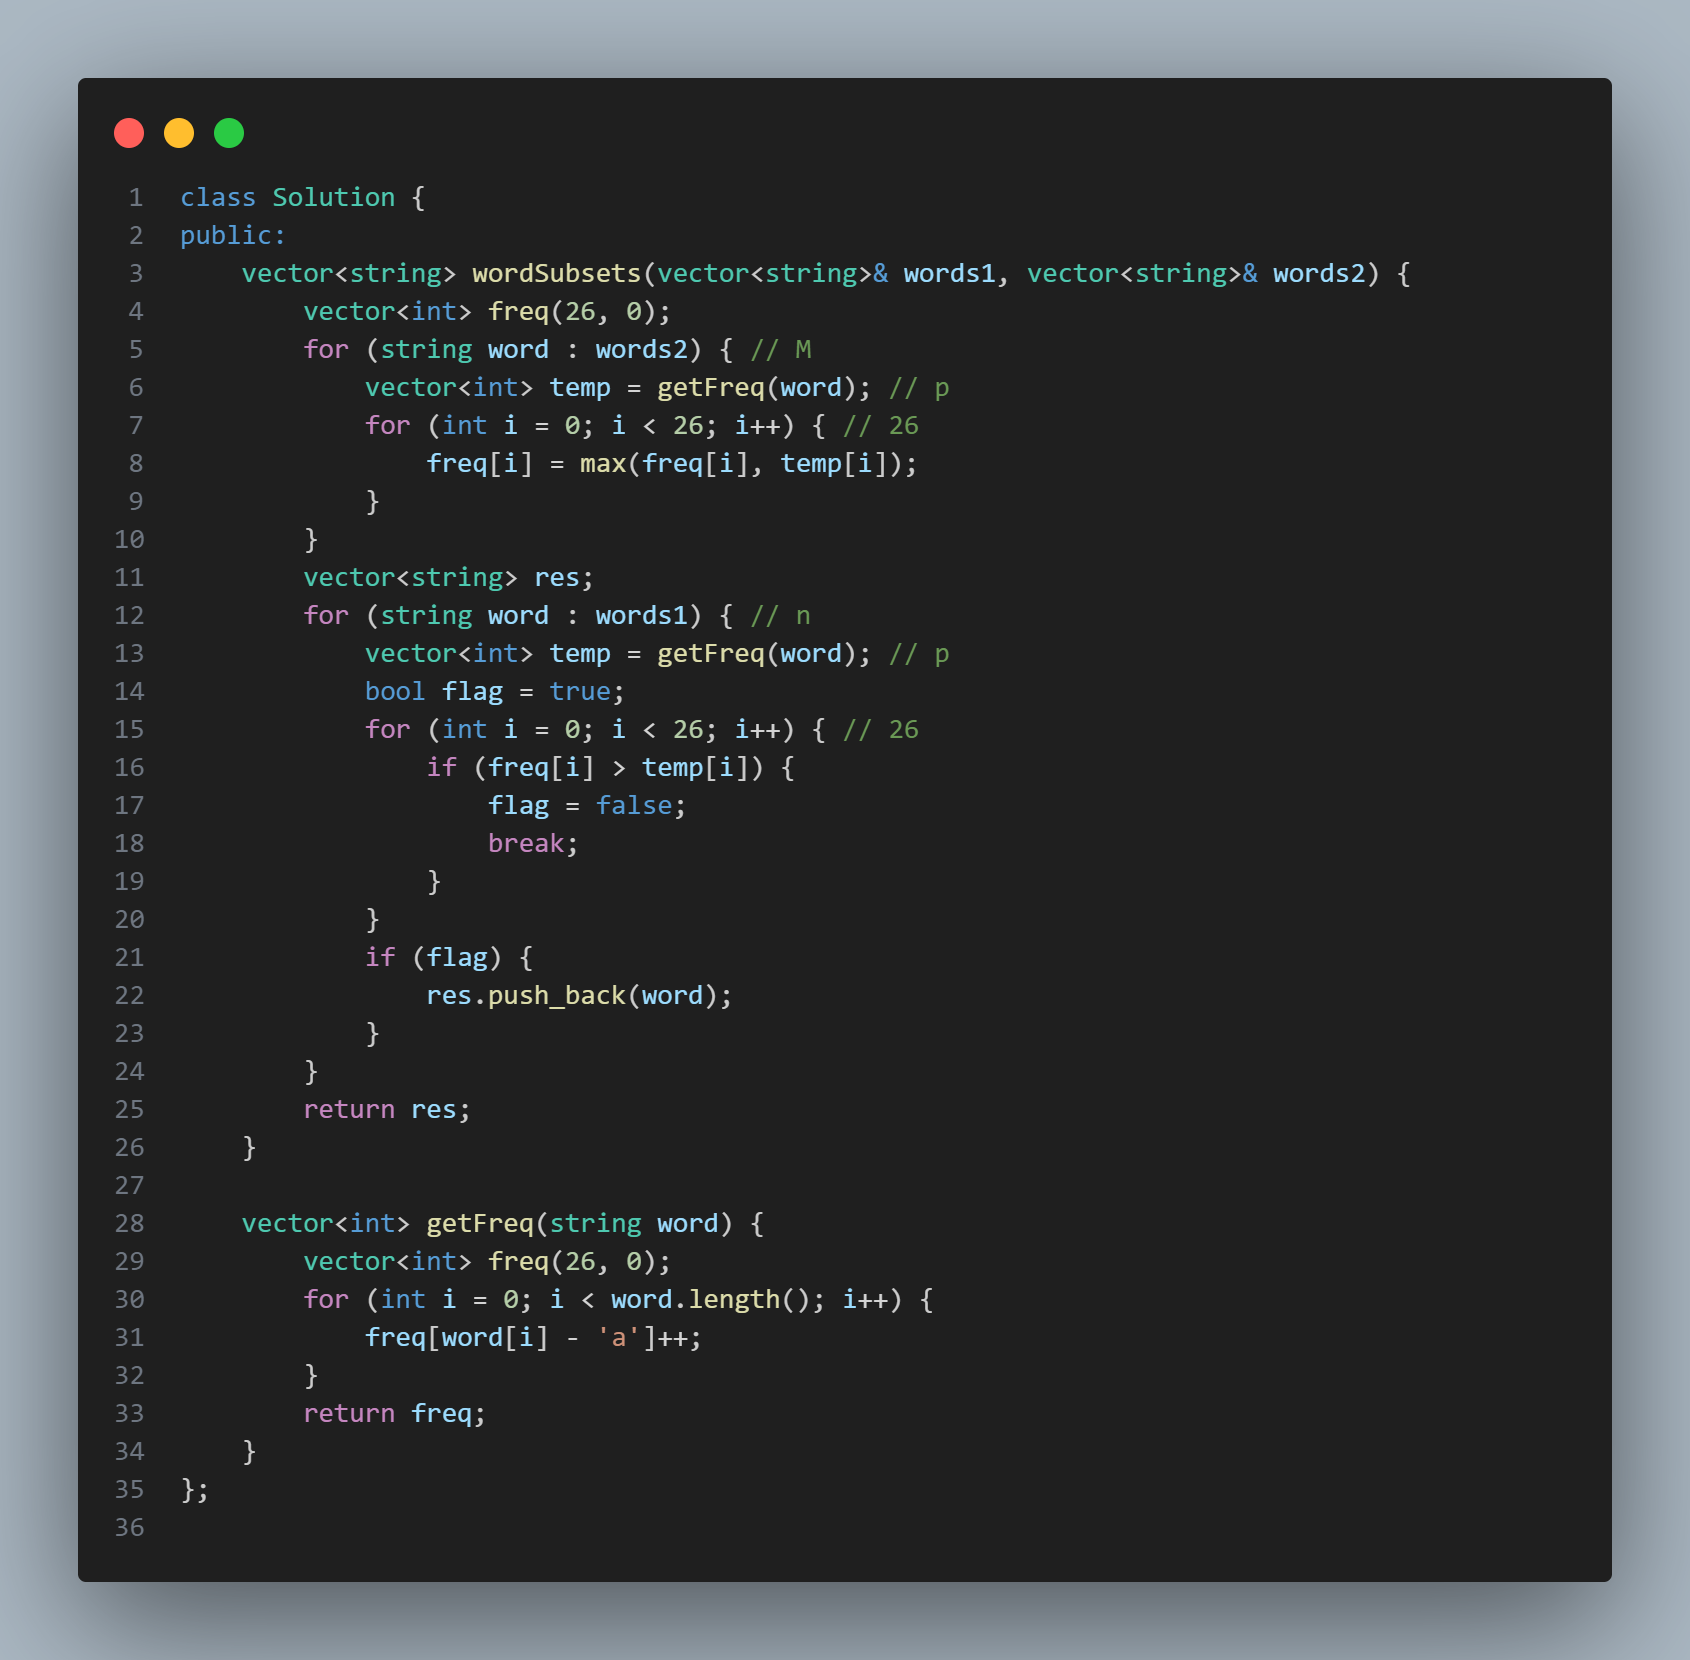 1 class Solution {
2 public:
3     vector<string> wordSubsets(vector<string>& words1, vector<string>& words2) {
4         vector<int> freq(26, 0);
5         for (string word : words2) { // M
6             vector<int> temp = getFreq(word); // p
7             for (int i = 0; i < 26; i++) { // 26
8                 freq[i] = max(freq[i], temp[i]);
9             }
10         }
11         vector<string> res;
12         for (string word : words1) { // n
13             vector<int> temp = getFreq(word); // p
14             bool flag = true;
15             for (int i = 0; i < 26; i++) { // 26
16                 if (freq[i] > temp[i]) {
17                     flag = false;
18                     break;
19                 }
20             }
21             if (flag) {
22                 res.push_back(word);
23             }
24         }
25         return res;
26     }
27
28     vector<int> getFreq(string word) {
29         vector<int> freq(26, 0);
30         for (int i = 0; i < word.length(); i++) {
31             freq[word[i] - 'a']++;
32         }
33         return freq;
34     }
35 };
36